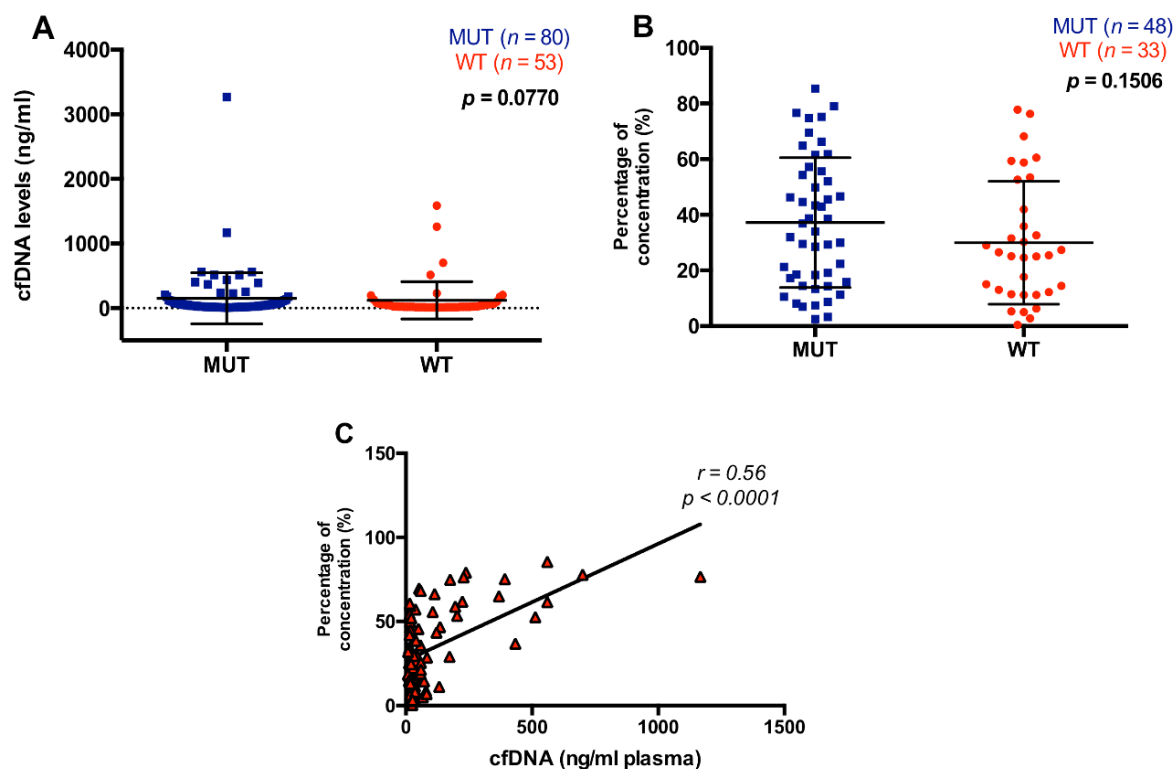 A
MUT (n = 80)
WT (n = 53)
p = 0.0770
cfDNA levels (ng/ml)
4000
3000
2000
1000
0
MUT
WT
B
MUT (n = 48)
WT (n = 33)
p = 0.1506
Percentage of
concentration (%)
100
80
60
40
20
0
MUT
WT
C
r = 0.56
p < 0.0001
Percentage of
concentration (%)
150
100
50
0
0
500
1000
1500
cfDNA (ng/ml plasma)